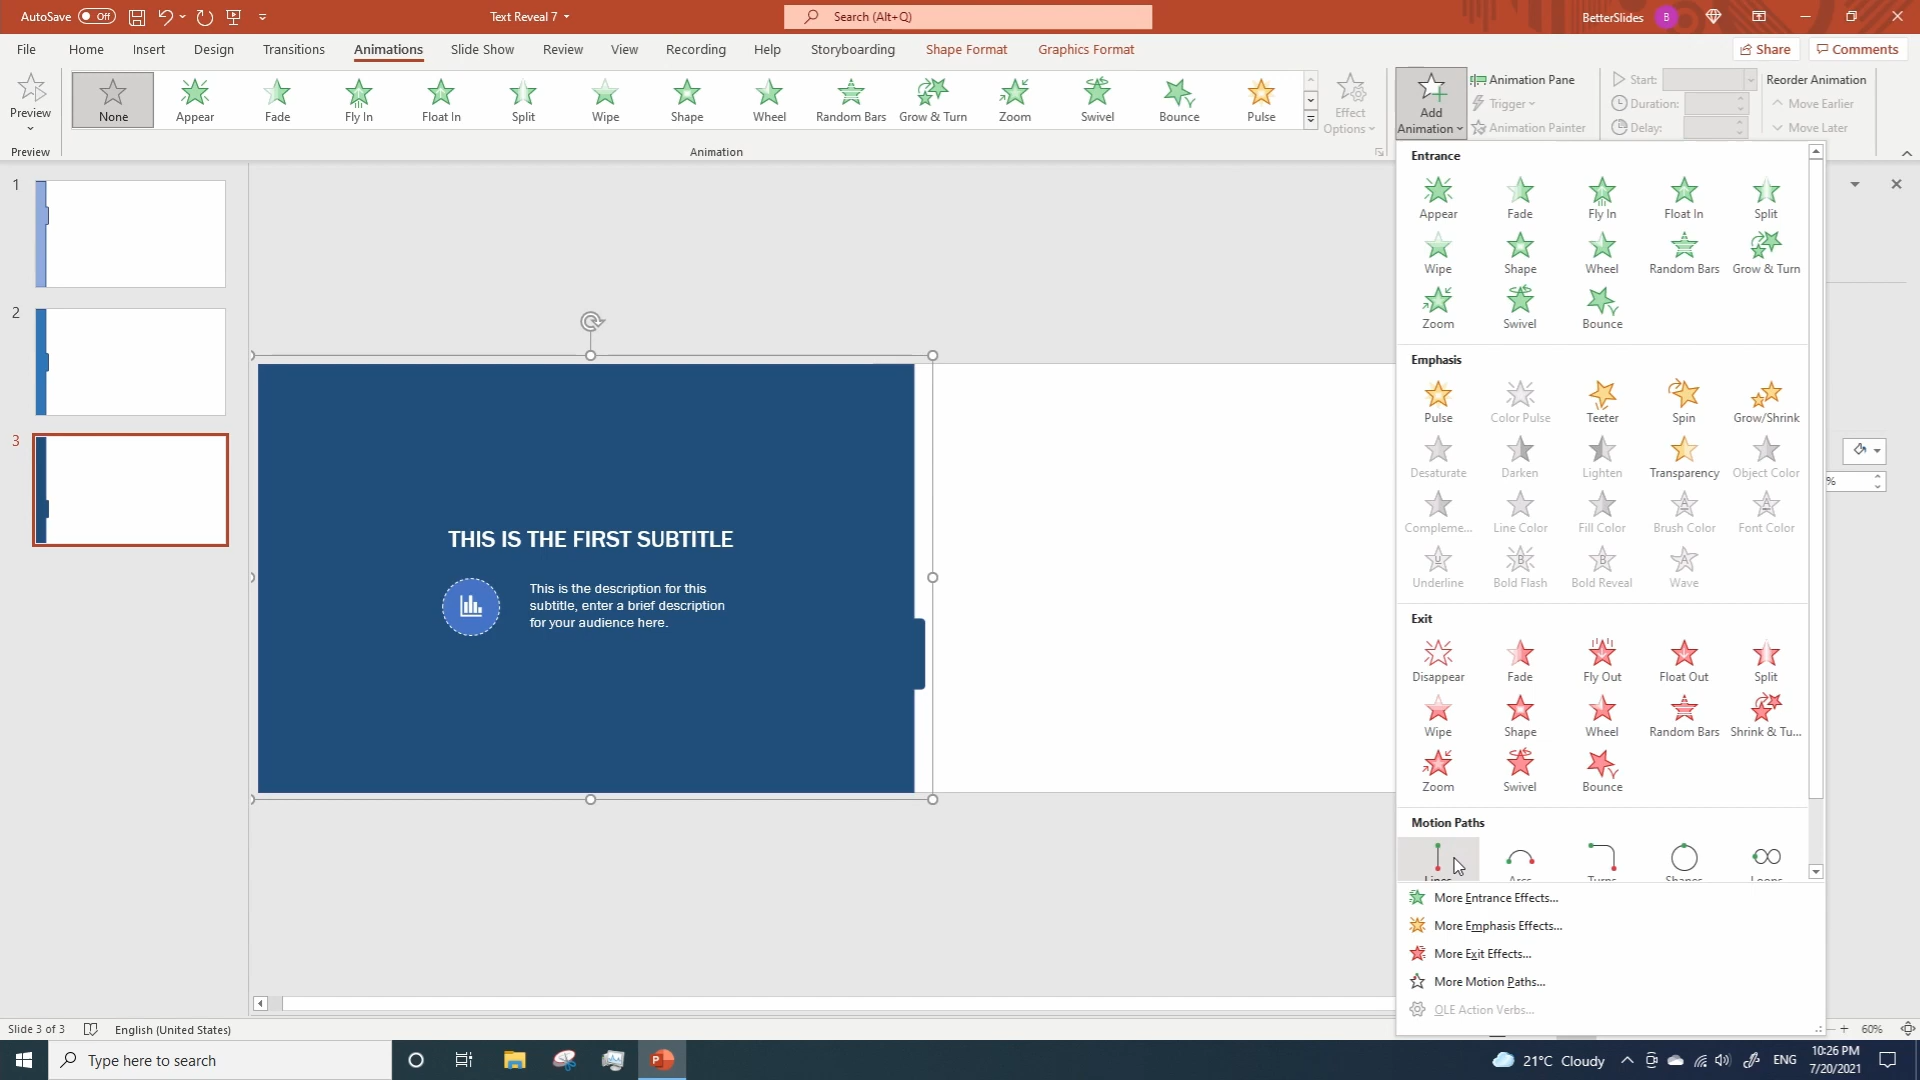 AutoSave Off
Text Reveal 7
Search (Alt+Q)
BetterSlides B
File Home Insert Design Transitions Animations Slide Show Review View Recording Help Storyboarding Shape Format Graphics Format Share Comments
Preview
None Appear Fade Fly In Float In Split Wipe Shape Wheel Random Bars Grow & Turn Zoom Swivel Bounce Pulse
Effect Options
Add Animation
Animation Pane
Trigger
Animation Painter
Start:
Duration:
Delay:
Reorder Animation
Move Earlier
Move Later
Preview
Animation
1
2
3
THIS IS THE FIRST SUBTITLE
This is the description for this
subtitle, enter a brief description
for your audience here.
Entrance
Appear Fade Fly In Float In Split
Wipe Shape Wheel Random Bars Grow & Turn
Zoom Swivel Bounce
Emphasis
Pulse Color Pulse Teeter Spin Grow/Shrink
Desaturate Darken Lighten Transparency Object Color
Compleme... Line Color Fill Color Brush Color Font Color
Underline Bold Flash Bold Reveal Wave
Exit
Disappear Fade Fly Out Float Out Split
Wipe Shape Wheel Random Bars Shrink & Tu...
Zoom Swivel Bounce
Motion Paths
Lines Arcs Turns Shapes Loops
More Entrance Effects...
More Emphasis Effects...
More Exit Effects...
More Motion Paths...
OLE Action Verbs...
%
Slide 3 of 3 English (United States)
60%
Type here to search
21°C Cloudy
ENG
10:26 PM
7/20/2021